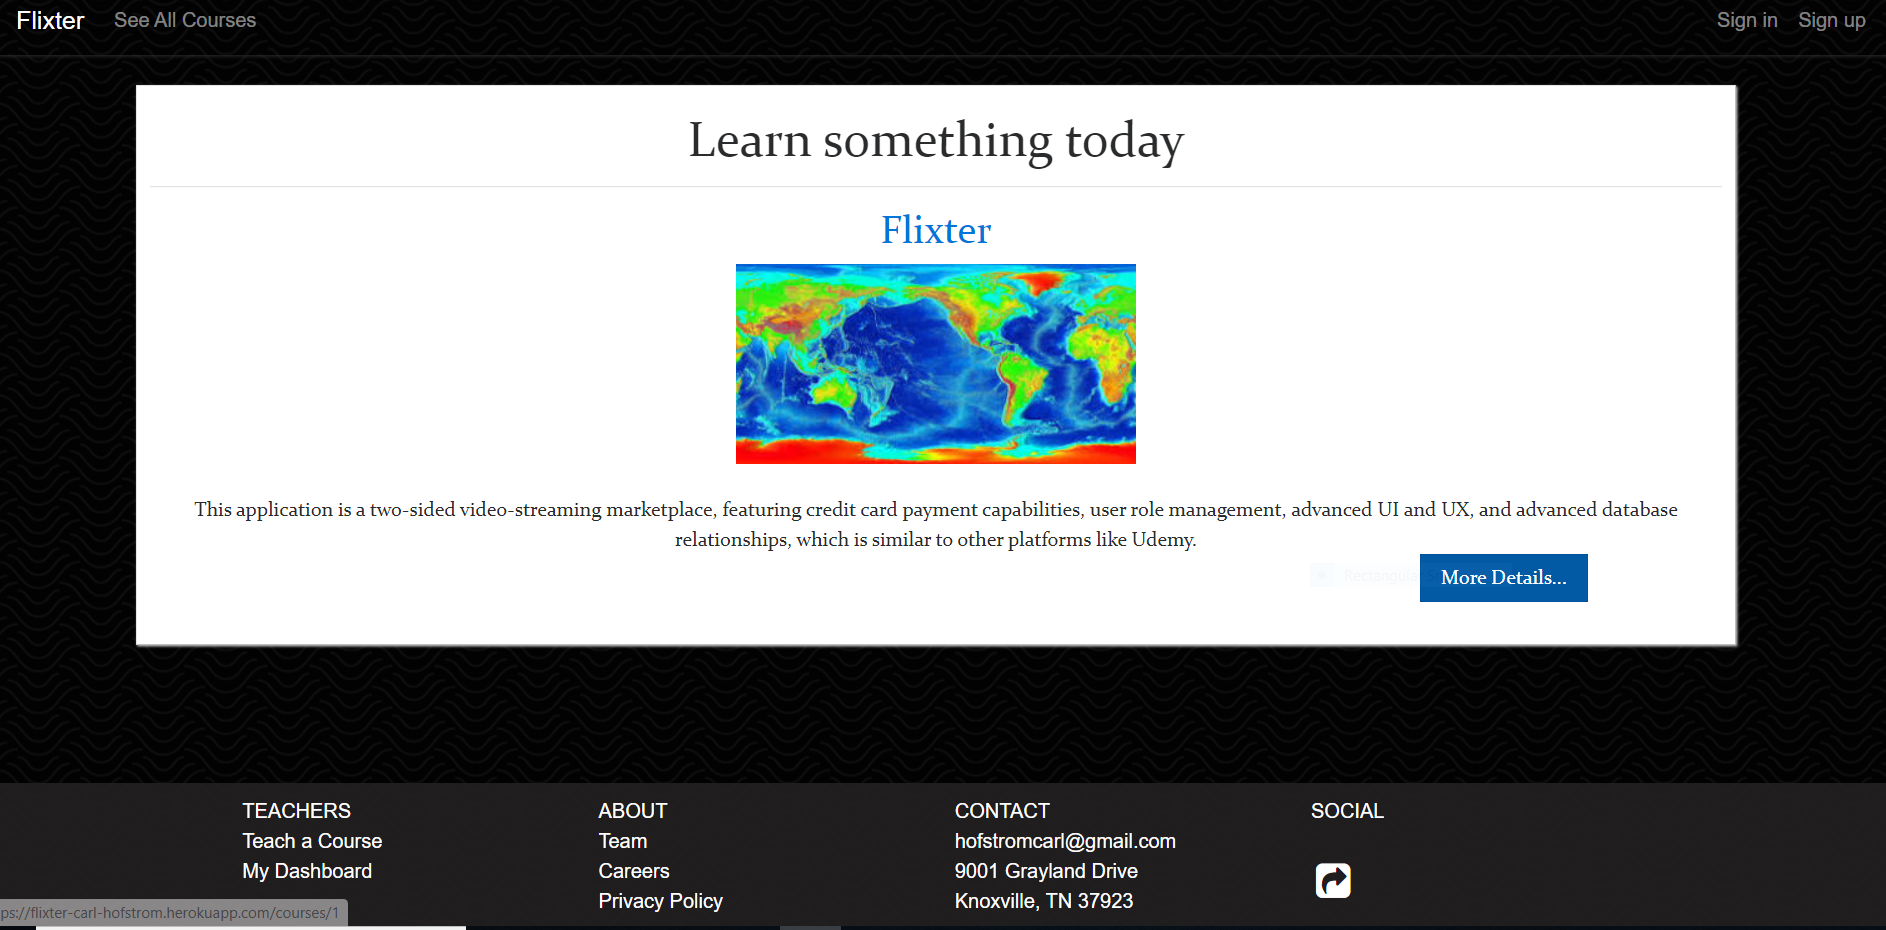 Flixter
See All Courses
Sign in
Sign up
Learn something today
Flixter
This application is a two-sided video-streaming marketplace, featuring credit card payment capabilities, user role management, advanced UI and UX, and advanced database
relationships, which is similar to other platforms like Udemy.
More Details...
TEACHERS
Teach a Course
My Dashboard
ABOUT
Team
Careers
Privacy Policy
CONTACT
hofstromcarl@gmail.com
9001 Grayland Drive
Knoxville, TN 37923
SOCIAL
ps://flixter-carl-hofstrom.herokuapp.com/courses/1